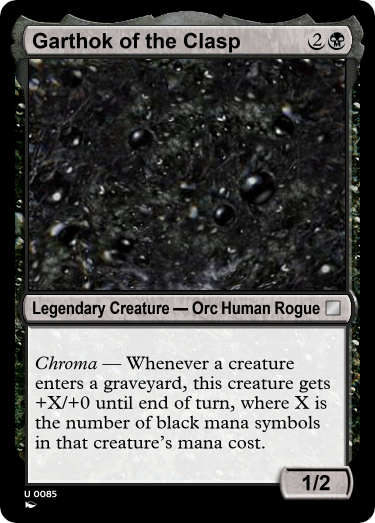 Garthok of the Clasp 2
Legendary Creature — Orc Human Rogue
Chroma — Whenever a creature
enters a graveyard, this creature gets
+X/+0 until end of turn, where X is
the number of black mana symbols
in that creature's mana cost.
1/2
U 0085